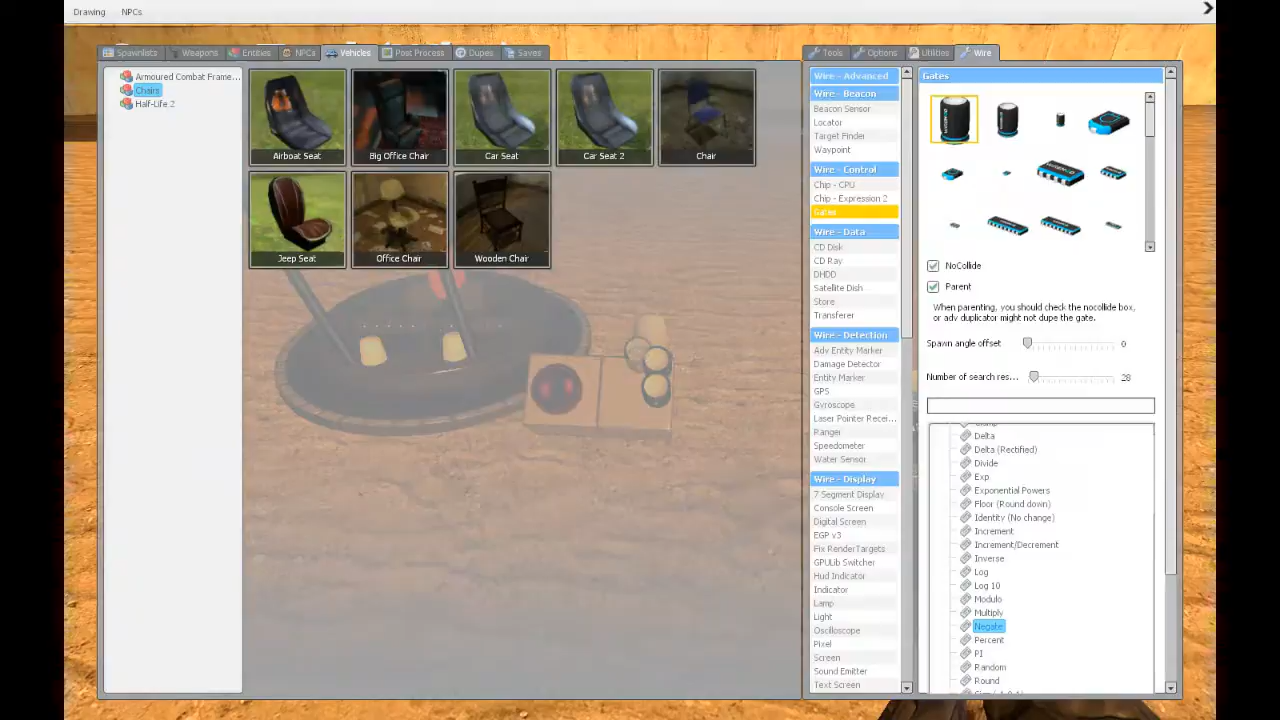 Drawing NPCs
Spawnlists Weapons Entities NPCs Vehicles Post Process Dupes Saves
Armoured Combat Frame...
Chairs
Half-Life 2
Airboat Seat Big Office Chair Car Seat Car Seat 2 Chair
Jeep Seat Office Chair Wooden Chair
Tools Options Utilities Wire
Wire - Advanced
Wire - Beacon
Beacon Sensor
Locator
Target Finder
Waypoint
Wire - Control
Chip - CPU
Chip - Expression 2
Gates
Wire - Data
CD Disk
CD Ray
DHDD
Satellite Dish
Store
Transferer
Wire - Detection
Adv Entity Marker
Damage Detector
Entity Marker
GPS
Gyroscope
Laser Pointer Recei...
Ranger
Speedometer
Water Sensor
Wire - Display
7 Segment Display
Console Screen
Digital Screen
EGP v3
Fix RenderTargets
GPULib Switcher
Hud Indicator
Indicator
Lamp
Light
Oscilloscope
Pixel
Screen
Sound Emitter
Text Screen
Gates
NoCollide
Parent
When parenting, you should check the nocollide box,
or adv duplicator might not dupe the gate.
Spawn angle offset 0
Number of search res... 28
Delta
Delta (Rectified)
Divide
Exp
Exponential Powers
Floor (Round down)
Identity (No change)
Increment
Increment/Decrement
Inverse
Log
Log 10
Modulo
Multiply
Negate
Percent
PI
Random
Round